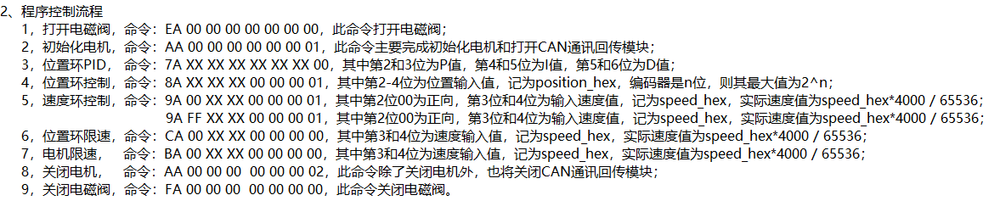 2、程序控制流程
1，打开电磁阀，命令：EA 00 00 00 00 00 00 00，此命令打开电磁阀；
2，初始化电机，命令：AA 00 00 00 00 00 00 01，此命令主要完成初始化电机和打开CAN通讯回传模块；
3，位置环PID， 命令：7A XX XX XX XX XX XX 00，其中第2和3位为P值，第4和5位为I值，第5和6位为D值；
4，位置环控制，命令：8A XX XX XX 00 00 00 01，其中第2-4位为位置输入值，记为position_hex，编码器是n位，则其最大值为2^n；
5，速度环控制，命令：9A 00 XX XX 00 00 00 01，其中第2位00为正向，第3位和4位为输入速度值，记为speed_hex，实际速度值为speed_hex*4000 / 65536；
9A FF XX XX 00 00 00 01，其中第2位00为正向，第3位和4位为输入速度值，记为speed_hex，实际速度值为speed_hex*4000 / 65536；
6，位置环限速，命令：CA 00 XX XX 00 00 00 00，其中第3和4位为速度输入值，记为speed_hex，实际速度值为speed_hex*4000 / 65536；
7，电机限速， 命令：BA 00 XX XX 00 00 00 00，其中第3和4位为速度输入值，记为speed_hex，实际速度值为speed_hex*4000 / 65536；
8，关闭电机， 命令：AA 00 00 00  00 00 00 02，此命令除了关闭电机外，也将关闭CAN通讯回传模块；
9，关闭电磁阀，命令：FA 00 00 00  00 00 00 00，此命令关闭电磁阀。